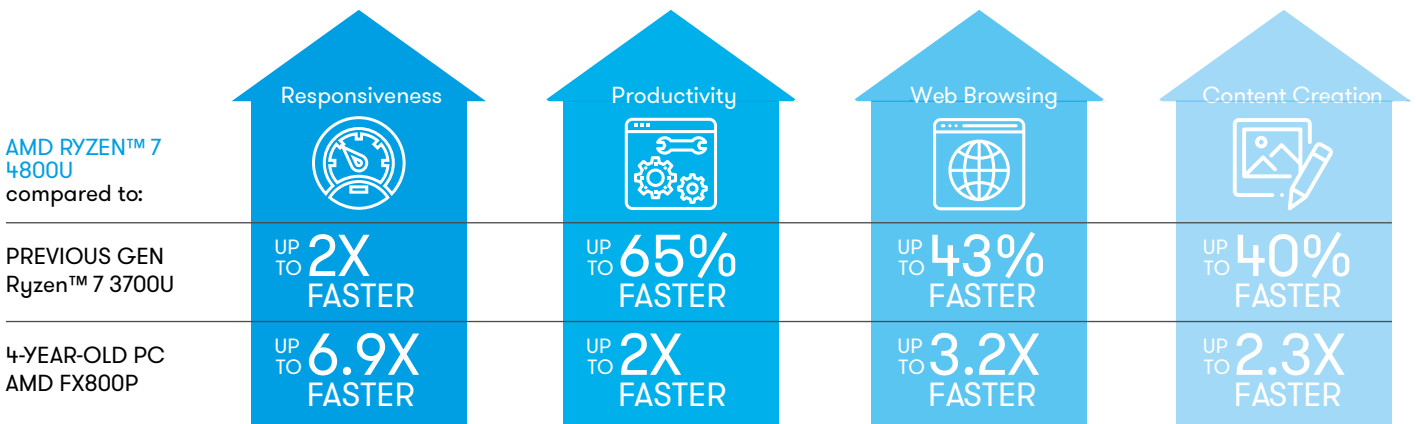 Responsiveness
Productivity
Web Browsing
Content Creation
AMD RYZEN™ 7
4800U
compared to:
PREVIOUS GEN
Ryzen™ 7 3700U
UP TO 2X
FASTER
UP TO 65%
FASTER
UP TO 43%
FASTER
UP TO 40%
FASTER
4-YEAR-OLD PC
AMD FX800P
UP TO 6.9X
FASTER
UP TO 2X
FASTER
UP TO 3.2X
FASTER
UP TO 2.3X
FASTER